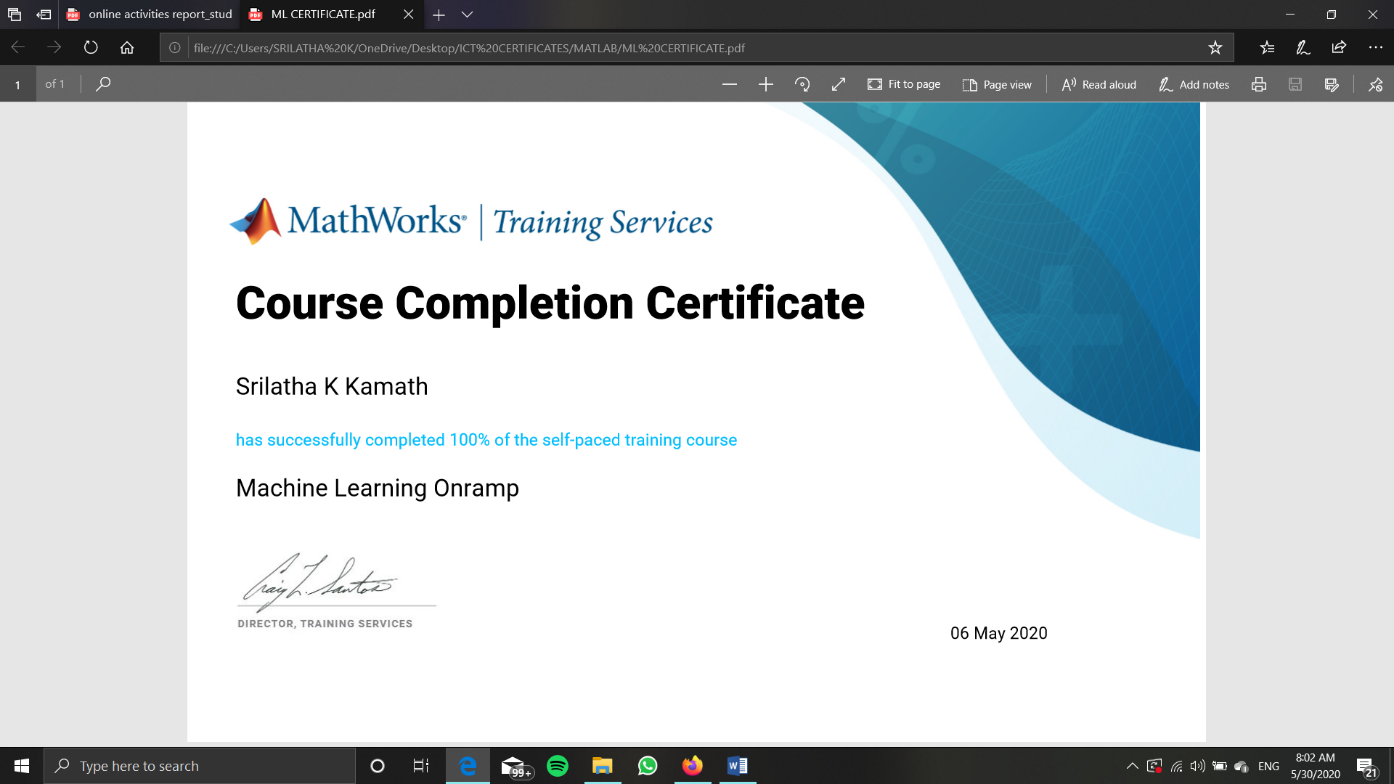 online activities report_stud
ML CERTIFICATE.pdf
file:///C:/Users/SRILATHA%20K/OneDrive/Desktop/ICT%20CERTIFICATES/MATLAB/ML%20CERTIFICATE.pdf
1 of 1
Fit to page
Page view
Read aloud
Add notes
MathWorks® | Training Services
Course Completion Certificate
Srilatha K Kamath
has successfully completed 100% of the self-paced training course
Machine Learning Onramp
Craig L. Santos
DIRECTOR, TRAINING SERVICES
06 May 2020
Type here to search
99+
ENG
8:02 AM
5/30/2020
21